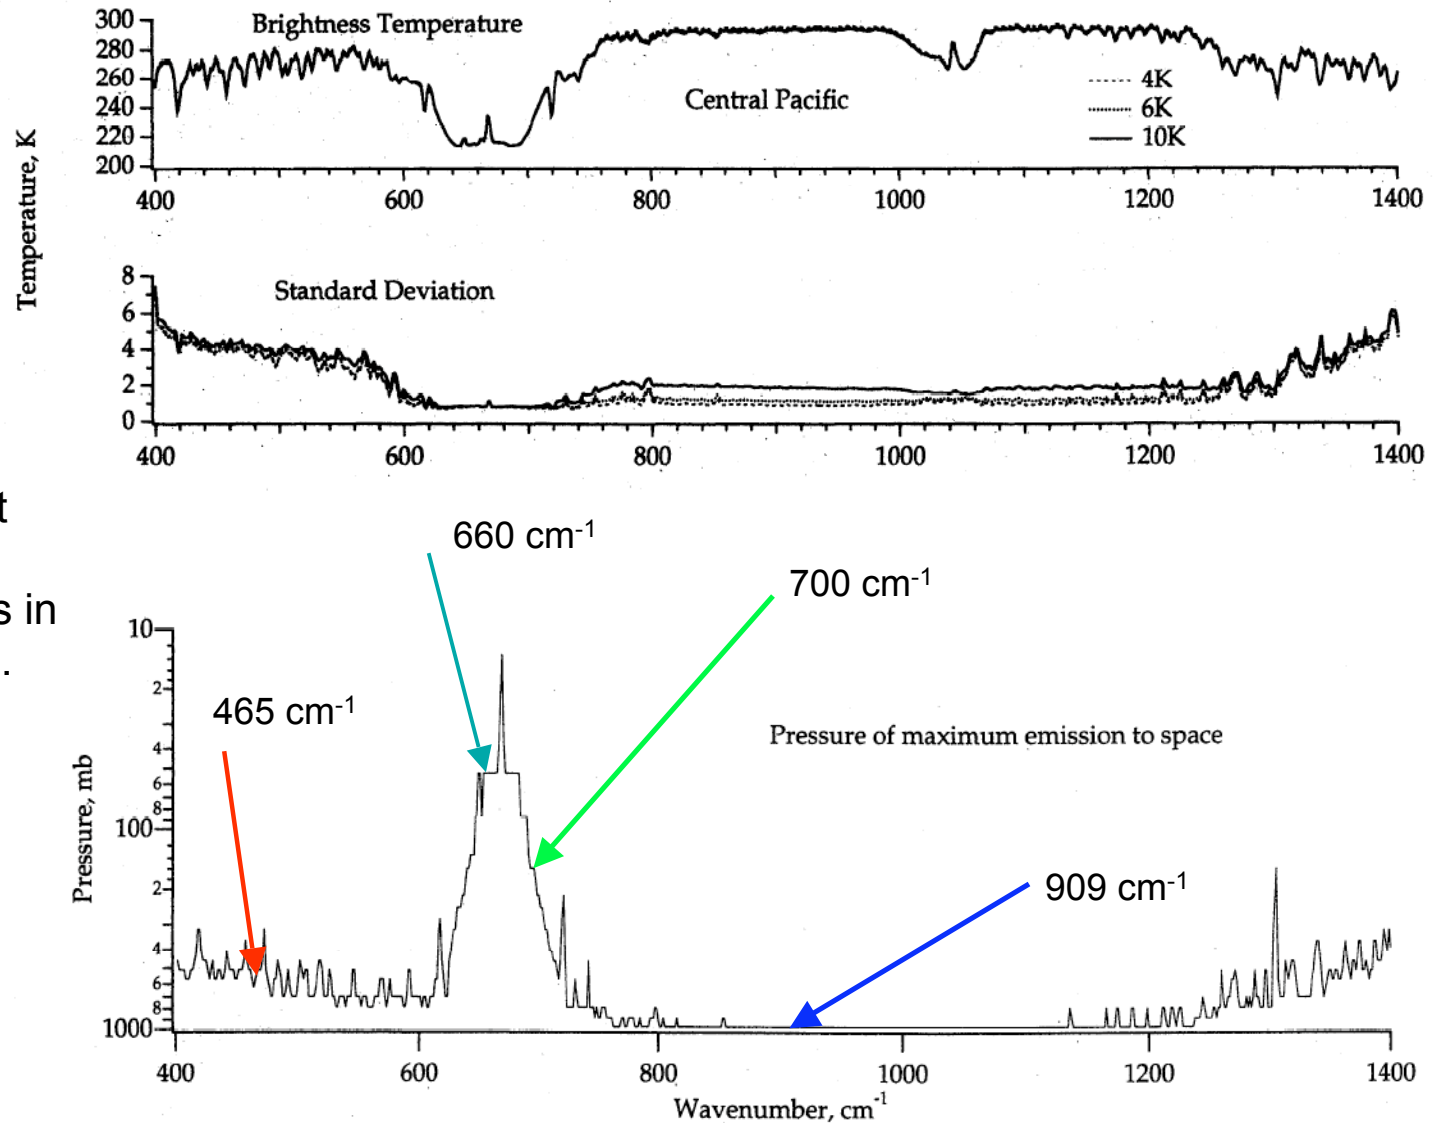 Temperature, K
300
280
260
240
220
200
Brightness Temperature
Central Pacific
4K
6K
10K
400 600 800 1000 1200 1400
8
6
4
2
0
Standard Deviation
400 600 800 1000 1200 1400
t
s in
.
660 cm-1
700 cm-1
465 cm-1
909 cm-1
Pressure of maximum emission to space
Pressure, mb
10
2
4
6
8
100
2
4
6
8
1000
400 600 800 1000 1200 1400
Wavenumber, cm-1